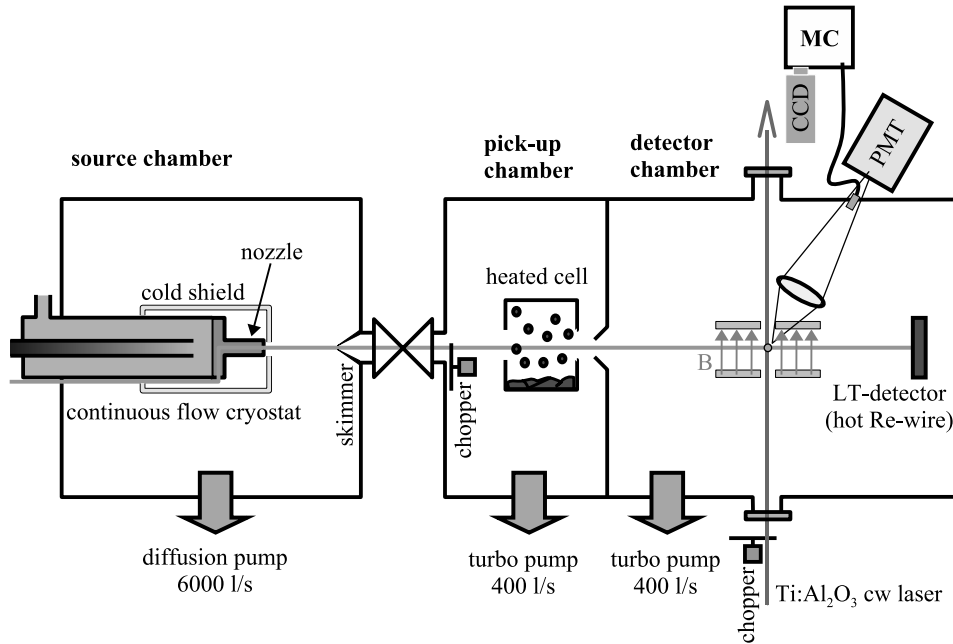 MC
CCD
PMT
source chamber
pick-up
chamber
detector
chamber
nozzle
cold shield
heated cell
B
continuous flow cryostat
skimmer
chopper
LT-detector
(hot Re-wire)
diffusion pump
6000 l/s
turbo pump
400 l/s
turbo pump
400 l/s
chopper
Ti:Al₂O₃ cw laser